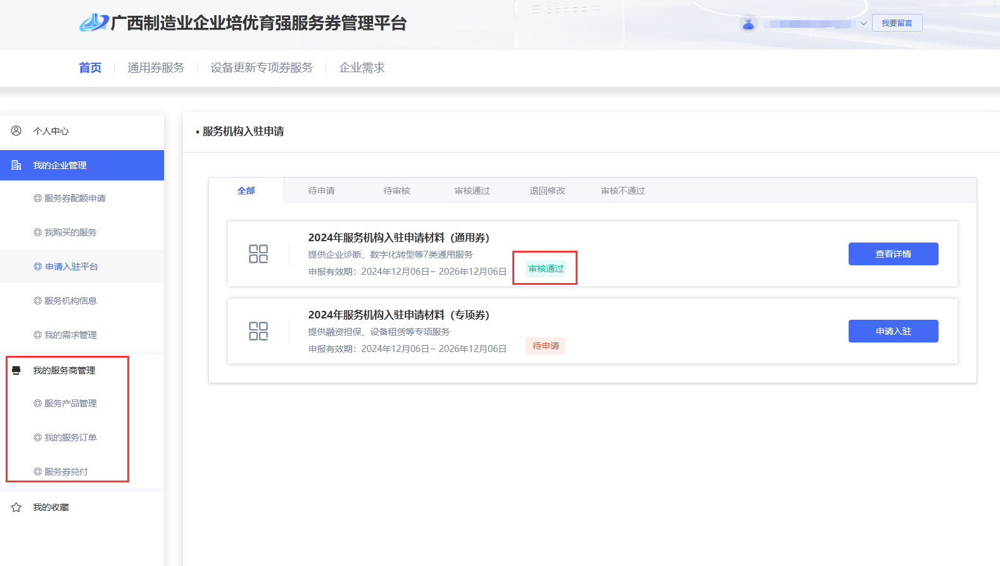 广西制造业企业培优育强服务券管理平台
我要留言
首页
通用券服务
设备更新专项券服务
企业需求
个人中心
我的企业管理
服务券配额申请
我购买的服务
申请入驻平台
服务机构信息
我的需求管理
我的服务商管理
服务产品管理
我的服务订单
服务券兑付
我的收藏
• 服务机构入驻申请
全部
待申请
待审核
审核通过
退回修改
审核不通过
2024年服务机构入驻申请材料（通用券）
提供企业诊断、数字化转型等7类通用服务
申报有效期：2024年12月06日~ 2026年12月06日
审核通过
查看详情
2024年服务机构入驻申请材料（专项券）
提供融资担保、设备租赁等专项服务
申报有效期：2024年12月06日~ 2026年12月06日
待申请
申请入驻